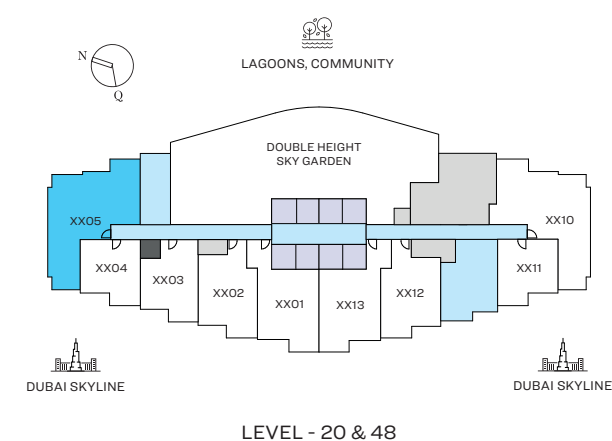 LAGOONS, COMMUNITY
N
Q
DOUBLE HEIGHT
SKY GARDEN
XX05
XX10
XX04
XX03
XX02
XX01
XX13
XX12
XX11
DUBAI SKYLINE
DUBAI SKYLINE
LEVEL - 20 & 48